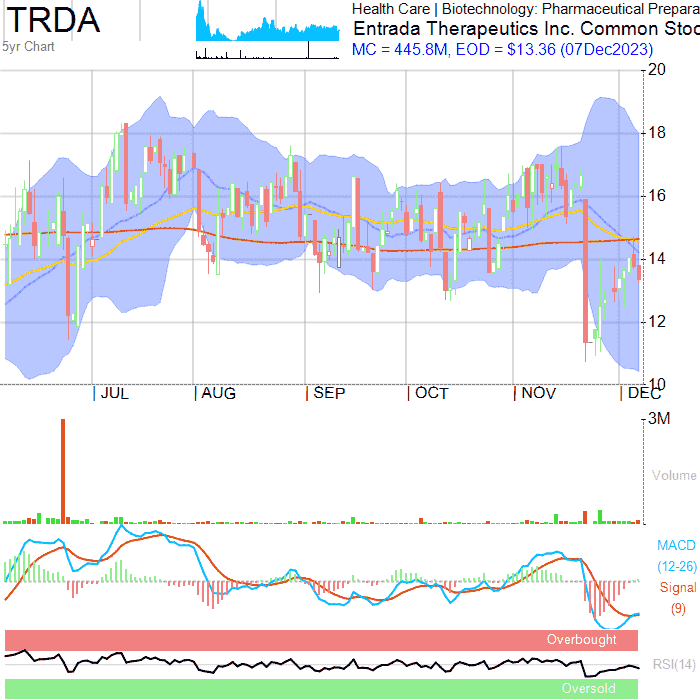 TRDA
5yr Chart
Health Care | Biotechnology: Pharmaceutical Prepara
Entrada Therapeutics Inc. Common Stoc
MC = 445.8M, EOD = $13.36 (07Dec2023)
20
18
16
14
12
10
JUL AUG SEP OCT NOV DEC
3M
Volume
MACD
(12-26)
Signal
(9)
Overbought
RSI(14)
Oversold